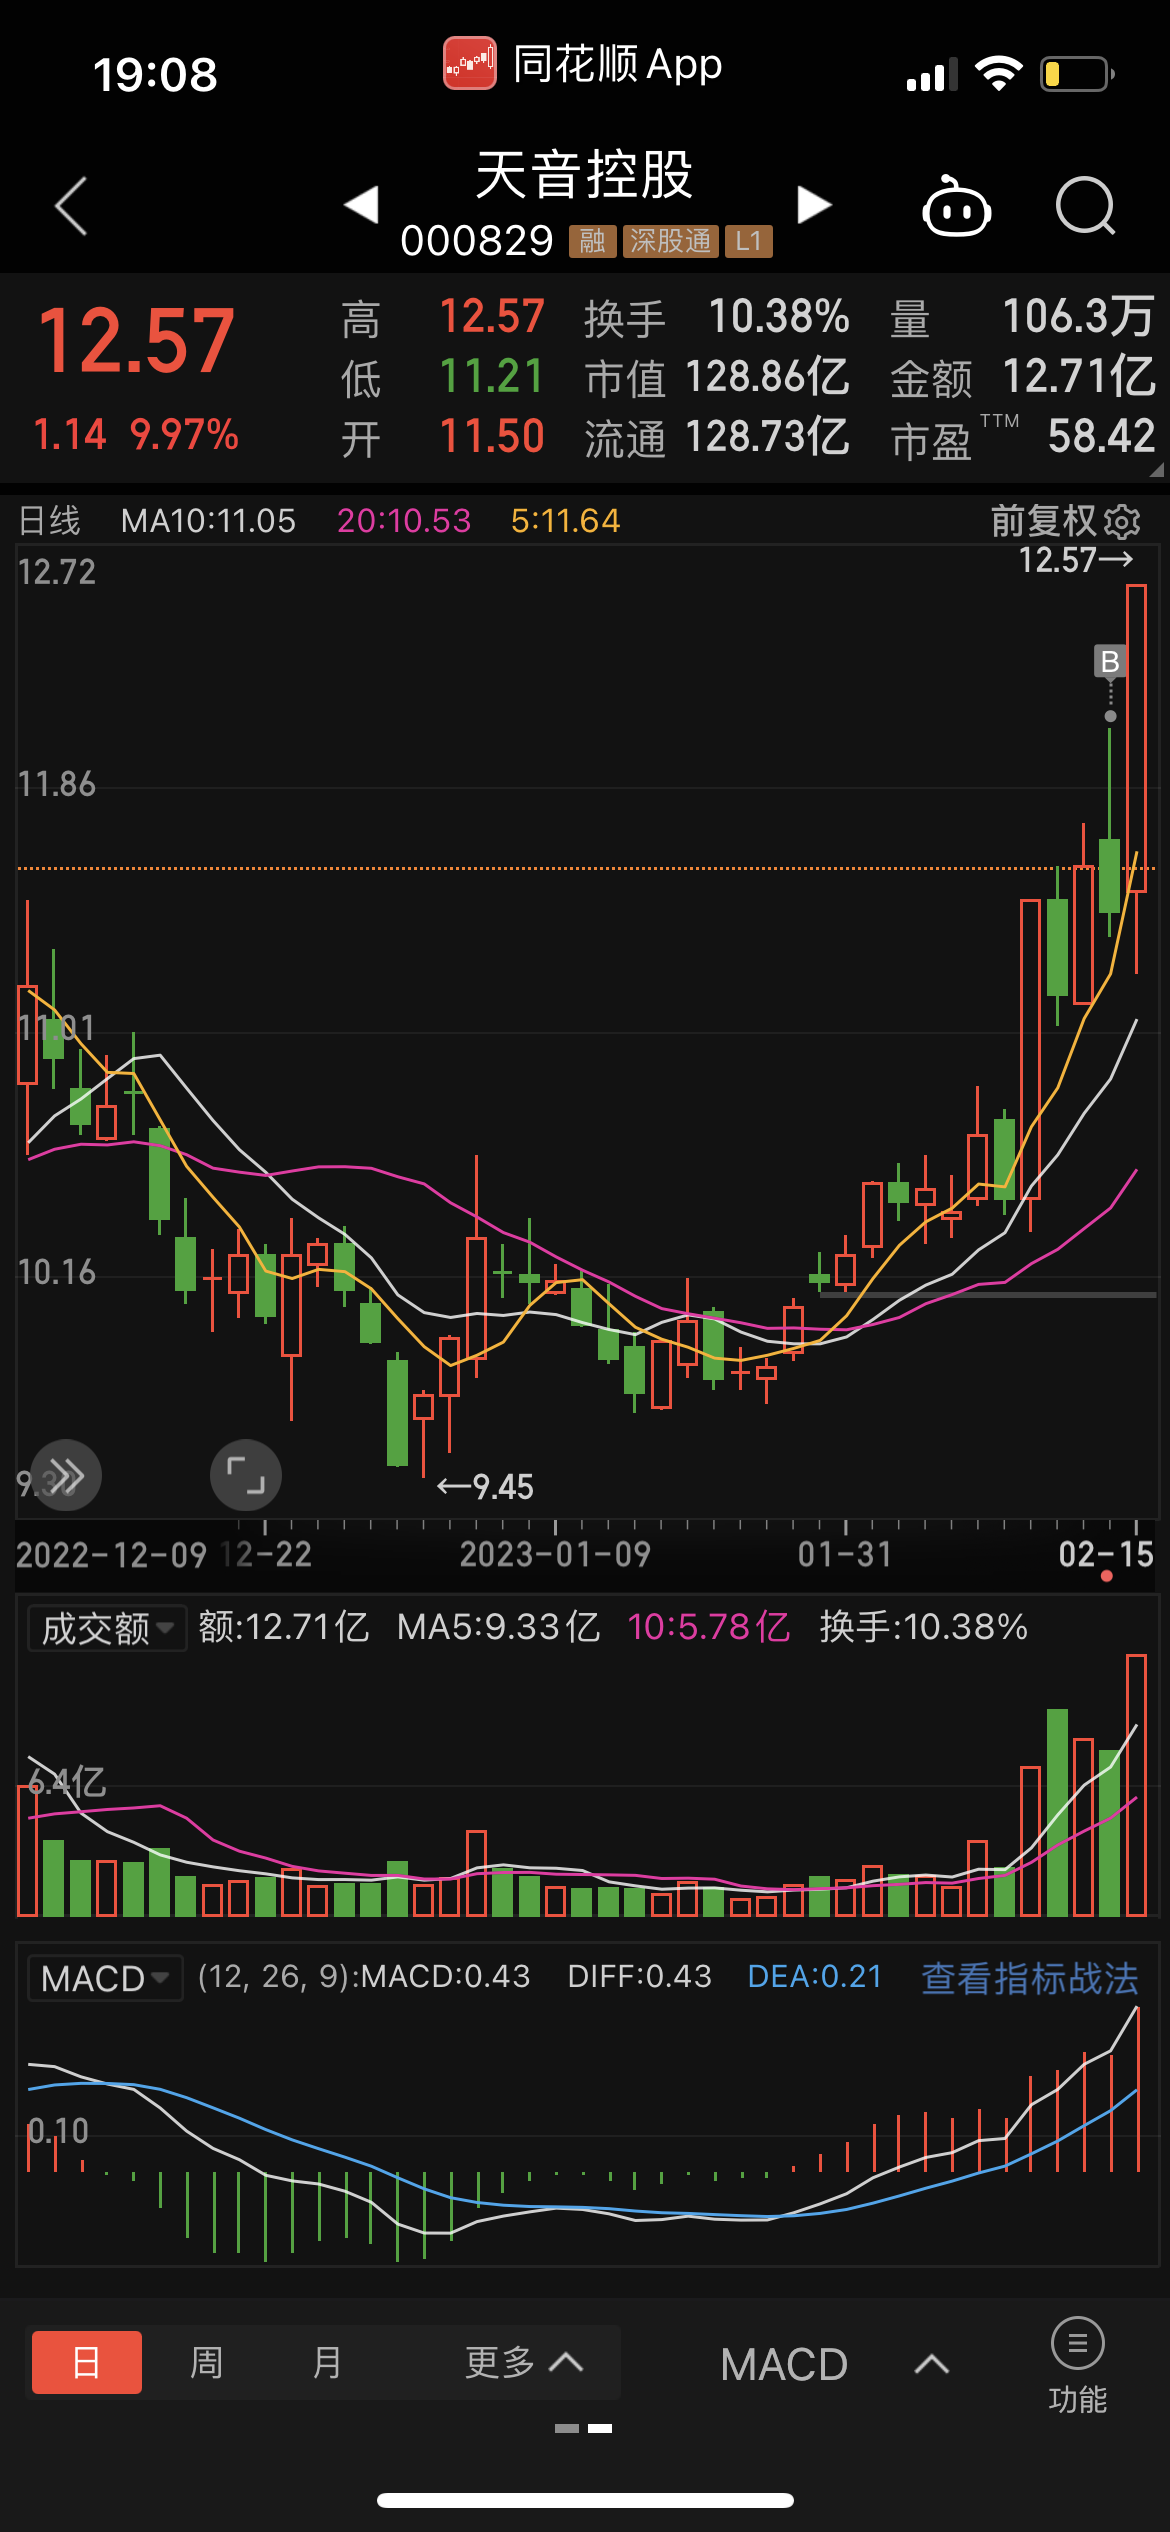 19:08
同花顺 App
天音控股
000829 融 深股通 L1
12.57
1.14 9.97%
高 12.57 换手 10.38% 量 106.3万
低 11.21 市值 128.86亿 金额 12.71亿
开 11.50 流通 128.73亿 市盈 TTM 58.42
日线 MA10:11.05 20:10.53 5:11.64 前复权
12.72
12.57→
B
11.86
11.01
10.16
9.30
←9.45
2022-12-09 12-22 2023-01-09 01-31 02-15
成交额 额:12.71亿 MA5:9.33亿 10:5.78亿 换手:10.38%
6.4亿
MACD (12, 26, 9):MACD:0.43 DIFF:0.43 DEA:0.21 查看指标战法
0.10
日 周 月 更多 MACD
功能